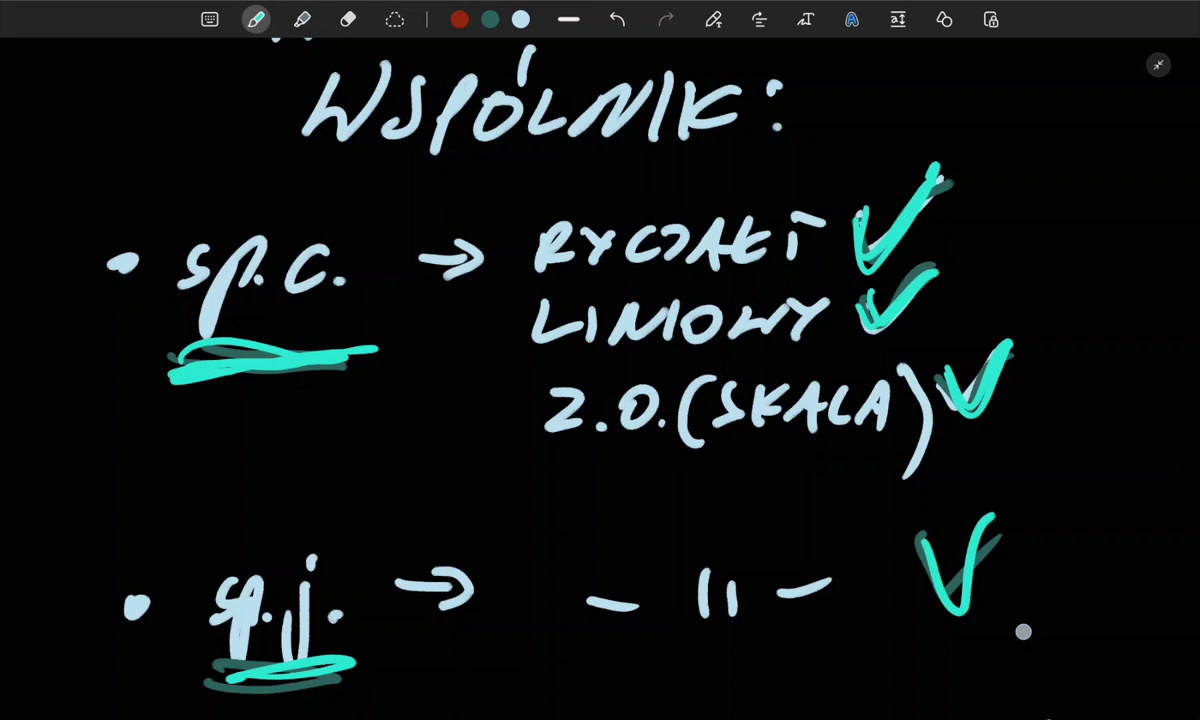 WSPÓLNIK:
• sp. c. → RYCZAŁT
LINIOWY
Z.O. (SKALA)
• sp. j. → — || —